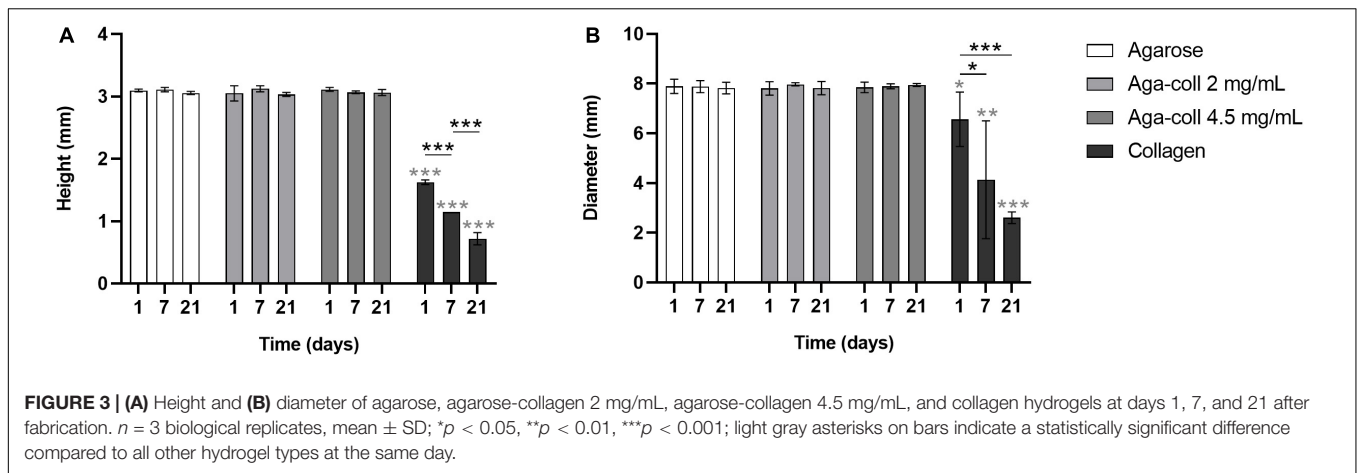 A
B
4
3
2
1
0
Height (mm)
***
***
***
***
***
1 7 21 1 7 21 1 7 21 1 7 21
Time (days)
10
8
6
4
2
0
Diameter (mm)
***
*
*
**
***
1 7 21 1 7 21 1 7 21 1 7 21
Time (days)
Agarose
Aga-coll 2 mg/mL
Aga-coll 4.5 mg/mL
Collagen
FIGURE 3 | (A) Height and (B) diameter of agarose, agarose-collagen 2 mg/mL, agarose-collagen 4.5 mg/mL, and collagen hydrogels at days 1, 7, and 21 after
fabrication. n = 3 biological replicates, mean ± SD; *p < 0.05, **p < 0.01, ***p < 0.001; light gray asterisks on bars indicate a statistically significant difference
compared to all other hydrogel types at the same day.